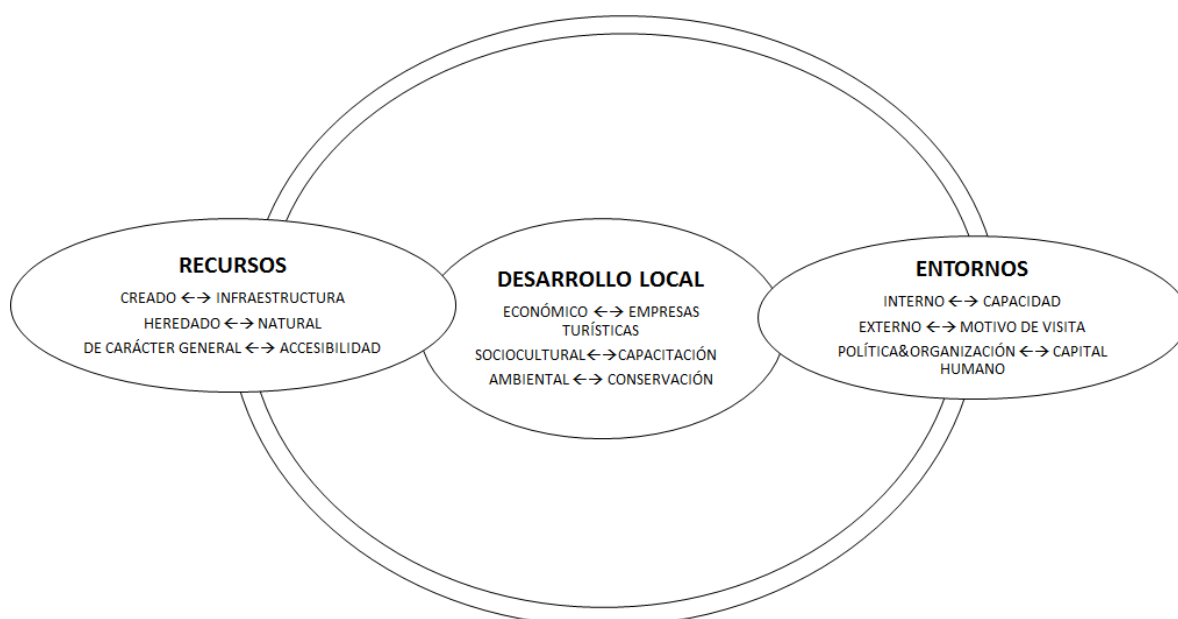 RECURSOS
CREADO ←→ INFRAESTRUCTURA
HEREDADO ←→ NATURAL
DE CARÁCTER GENERAL ←→ ACCESIBILIDAD
DESARROLLO LOCAL
ECONÓMICO ←→ EMPRESAS
TURÍSTICAS
SOCIOCULTURAL←→CAPACITACIÓN
AMBIENTAL ←→ CONSERVACIÓN
ENTORNOS
INTERNO ←→ CAPACIDAD
EXTERNO ←→ MOTIVO DE VISITA
POLÍTICA&ORGANIZACIÓN ←→ CAPITAL
HUMANO